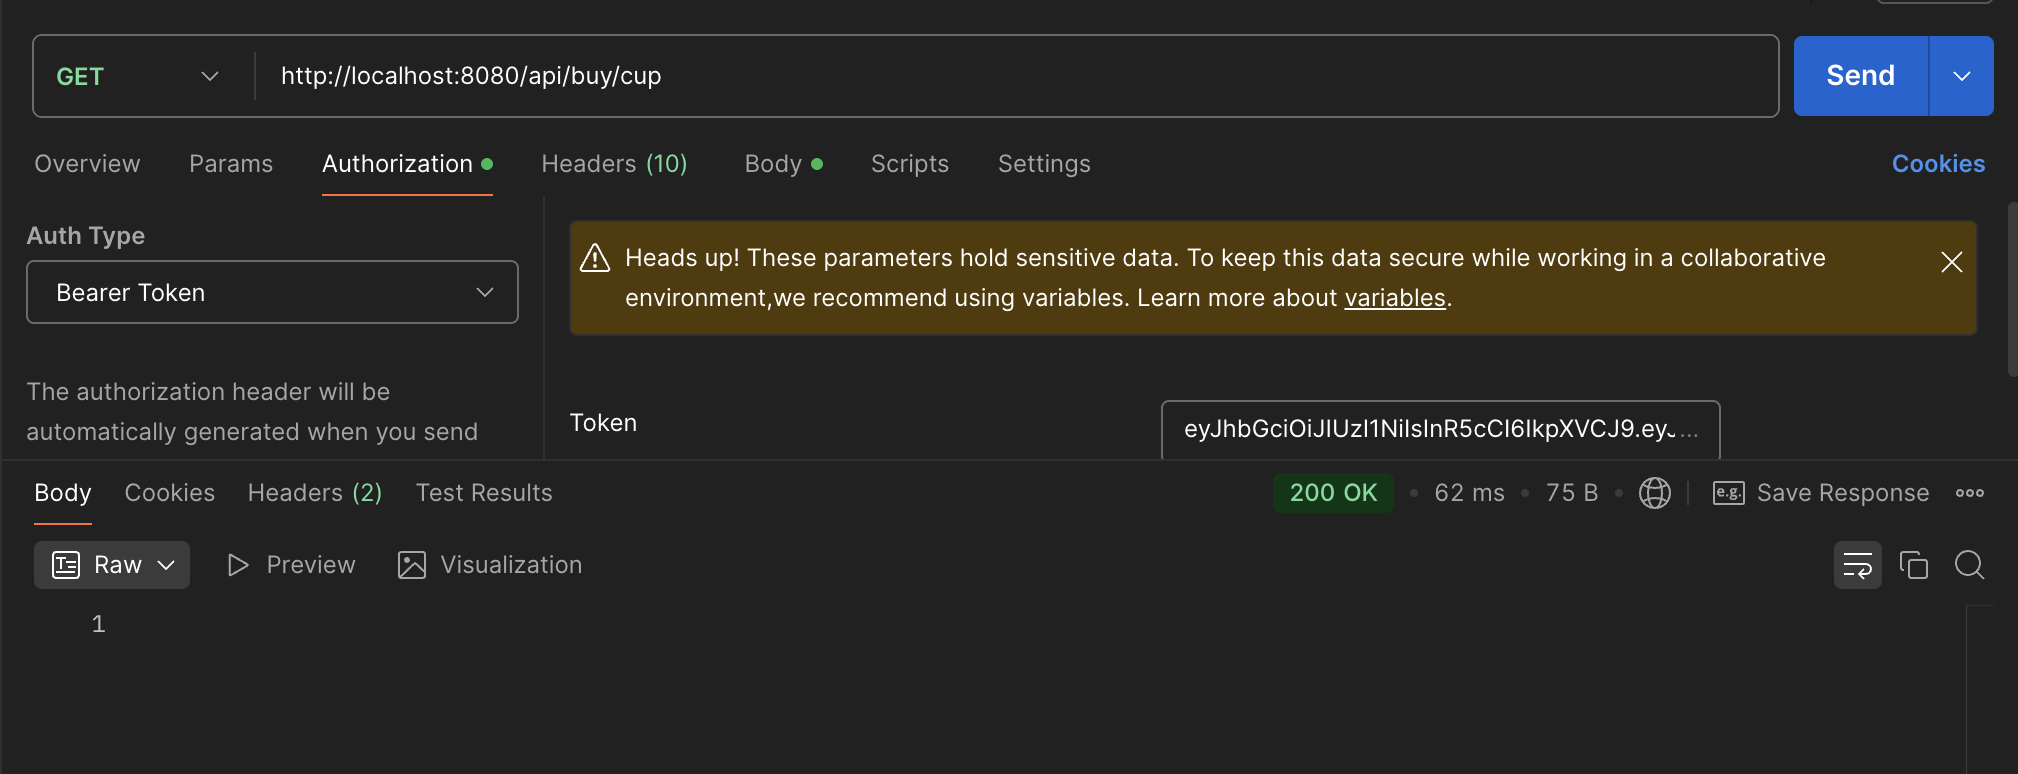 GET http://localhost:8080/api/buy/cup Send
Overview Params Authorization Headers (10) Body Scripts Settings Cookies
Auth Type
Bearer Token
The authorization header will be
automatically generated when you send
Heads up! These parameters hold sensitive data. To keep this data secure while working in a collaborative
environment,we recommend using variables. Learn more about variables.
Token eyJhbGciOiJIUzI1NiIsInR5cCI6IkpXVCJ9.eyJ...
Body Cookies Headers (2) Test Results 200 OK • 62 ms • 75 B • e.g. Save Response
Raw Preview Visualization
1